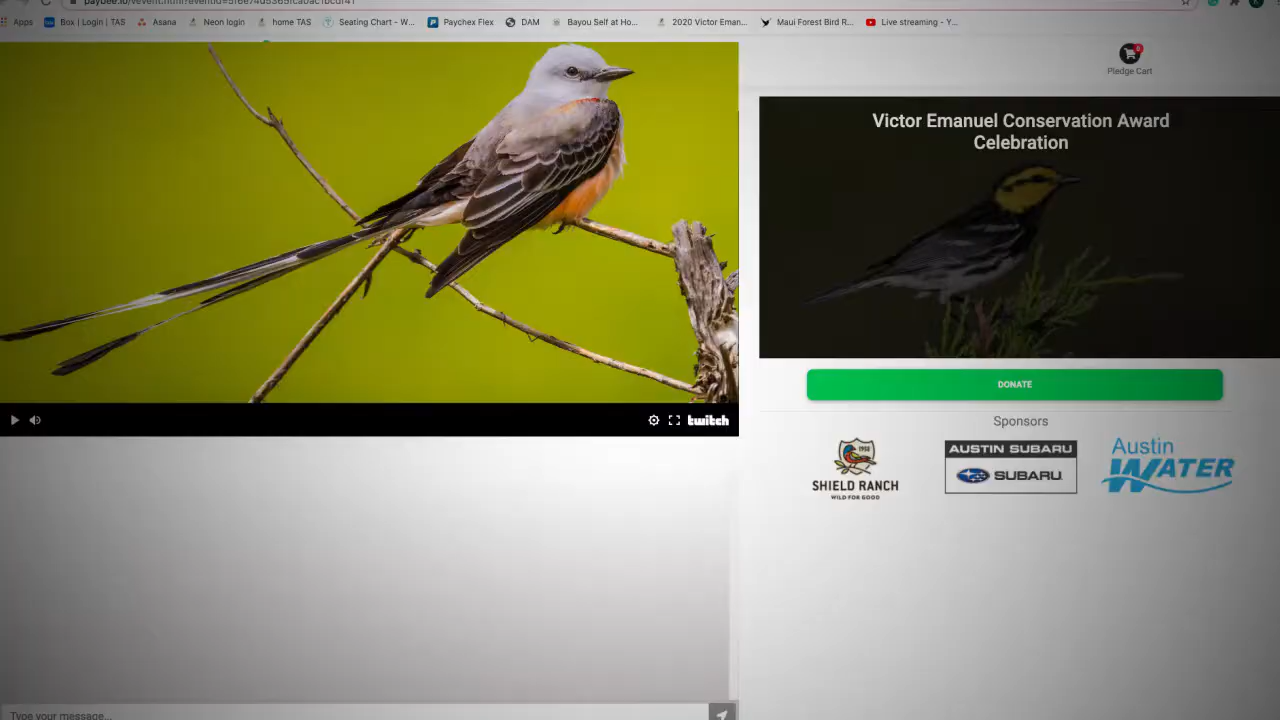 Apps
Box | Login | TAS
Asana
Neon login
home TAS
Seating Chart - W...
Paychex Flex
DAM
Bayou Self at Ho...
2020 Victor Eman...
Maui Forest Bird R...
Live streaming - Y...
Pledge Cart
Victor Emanuel Conservation Award
Celebration
DONATE
Sponsors
1938
SHIELD RANCH
WILD FOR GOOD
AUSTIN SUBARU
SUBARU
Austin
WATER
twitch
Type your message...